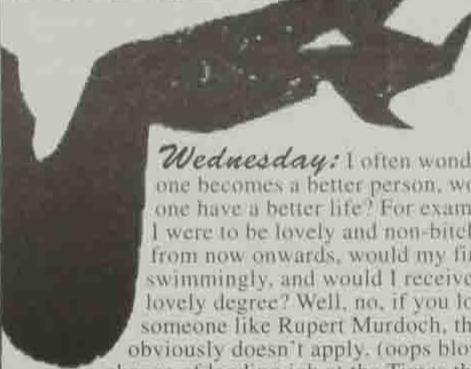 Wednesday: I often wond
one becomes a better person, wo
one have a better life? For exam
I were to be lovely and non-bitch
from now onwards, would my fin
swimmingly, and would I receive
lovely degree? Well, no, if you lo
someone like Rupert Murdoch, th
obviously doesn't apply. (oops blow